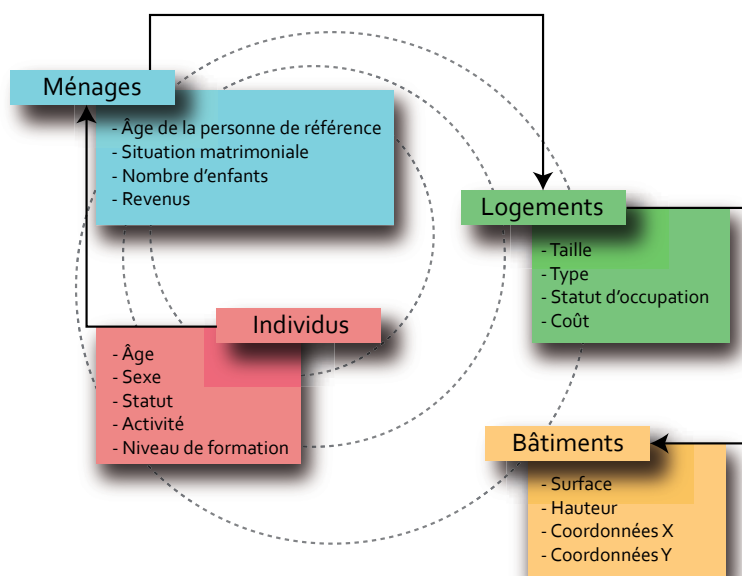 Ménages
- Âge de la personne de référence
- Situation matrimoniale
- Nombre d'enfants
- Revenus
Logements
- Taille
- Type
- Statut d'occupation
- Coût
Individus
- Âge
- Sexe
- Statut
- Activité
- Niveau de formation
Bâtiments
- Surface
- Hauteur
- Coordonnées X
- Coordonnées Y